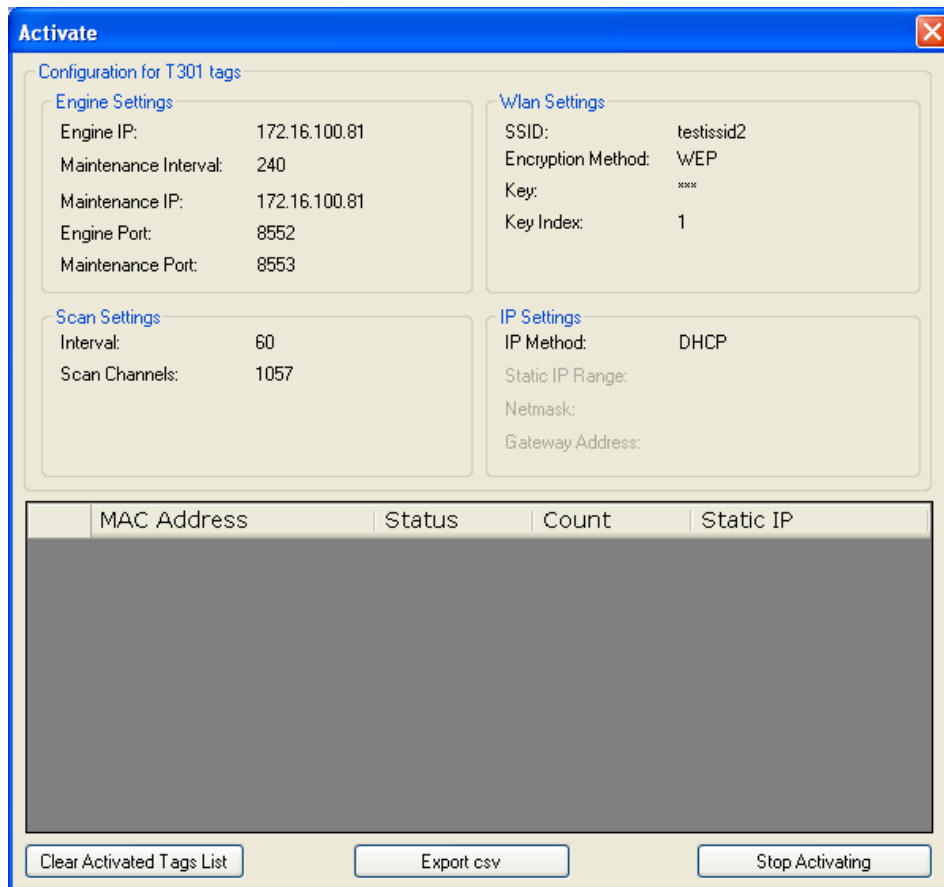 Activate
Configuration for T301 tags
Engine Settings
Engine IP: 172.16.100.81
Maintenance Interval: 240
Maintenance IP: 172.16.100.81
Engine Port: 8552
Maintenance Port: 8553
Wlan Settings
SSID: testissid2
Encryption Method: WEP
Key: ***
Key Index: 1
Scan Settings
Interval: 60
Scan Channels: 1057
IP Settings
IP Method: DHCP
Static IP Range:
Netmask:
Gateway Address:
MAC Address Status Count Static IP
Clear Activated Tags List Export csv Stop Activating